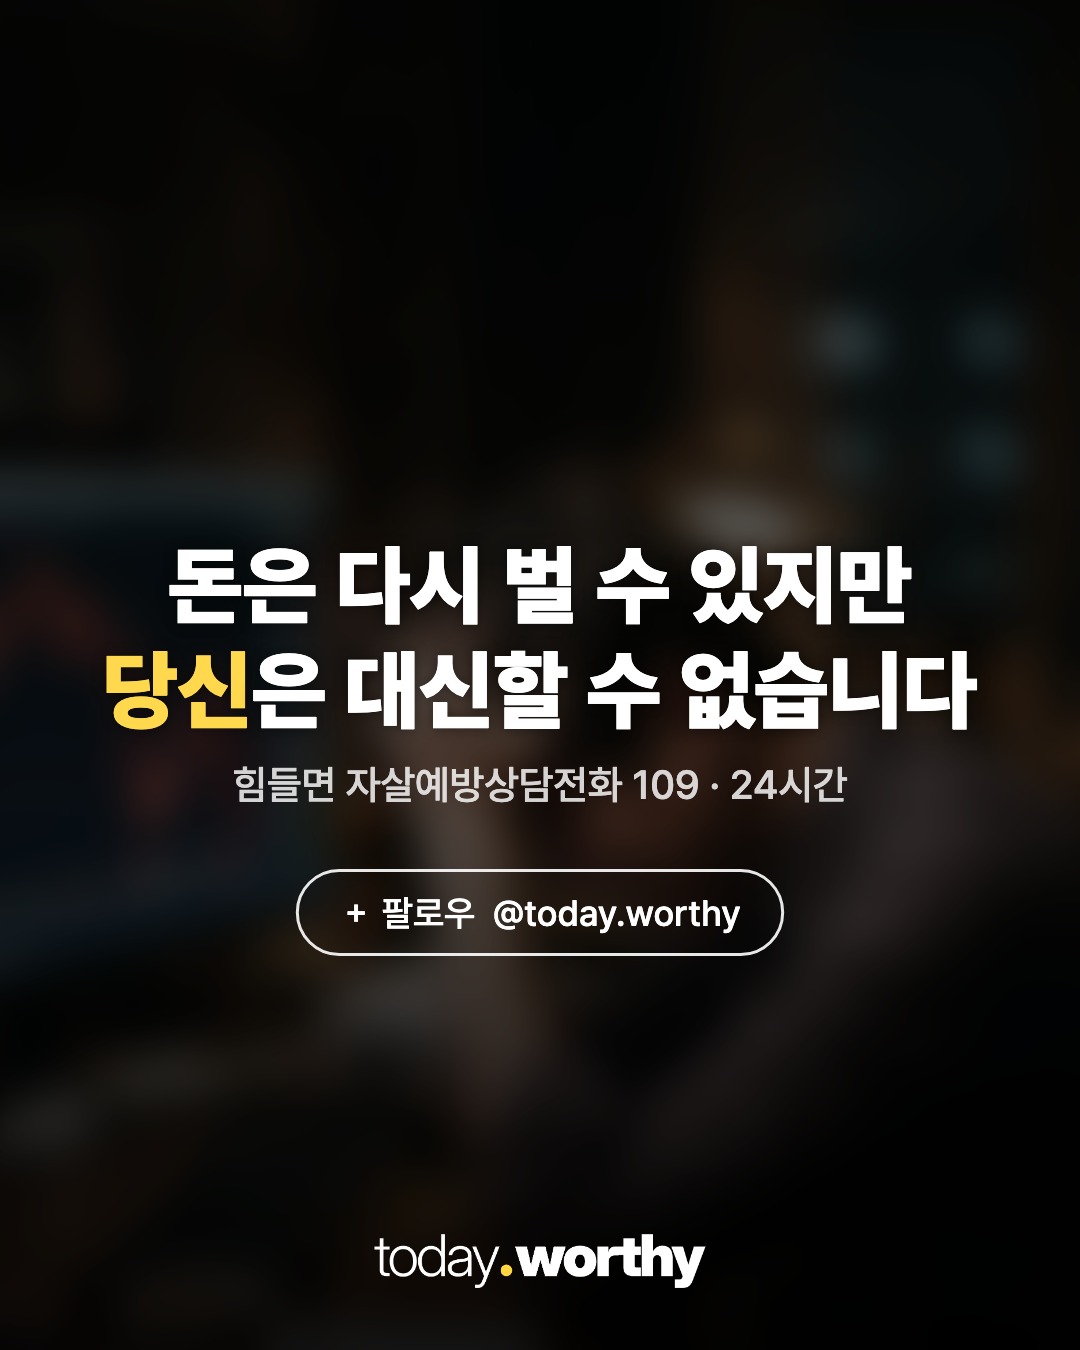 돈은 다시 벌 수 있지만
당신은 대신할 수 없습니다
힘들면 자살예방상담전화 109 · 24시간
+ 팔로우 @today.worthy
today.worthy